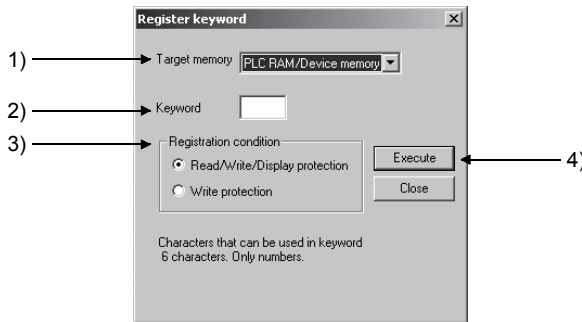 Register keyword
1)
Target memory
PLC RAM/Device memory
2)
Keyword
3)
Registration condition
Read/Write/Display protection
Execute
4)
Write protection
Close
Characters that can be used in keyword
6 characters. Only numbers.